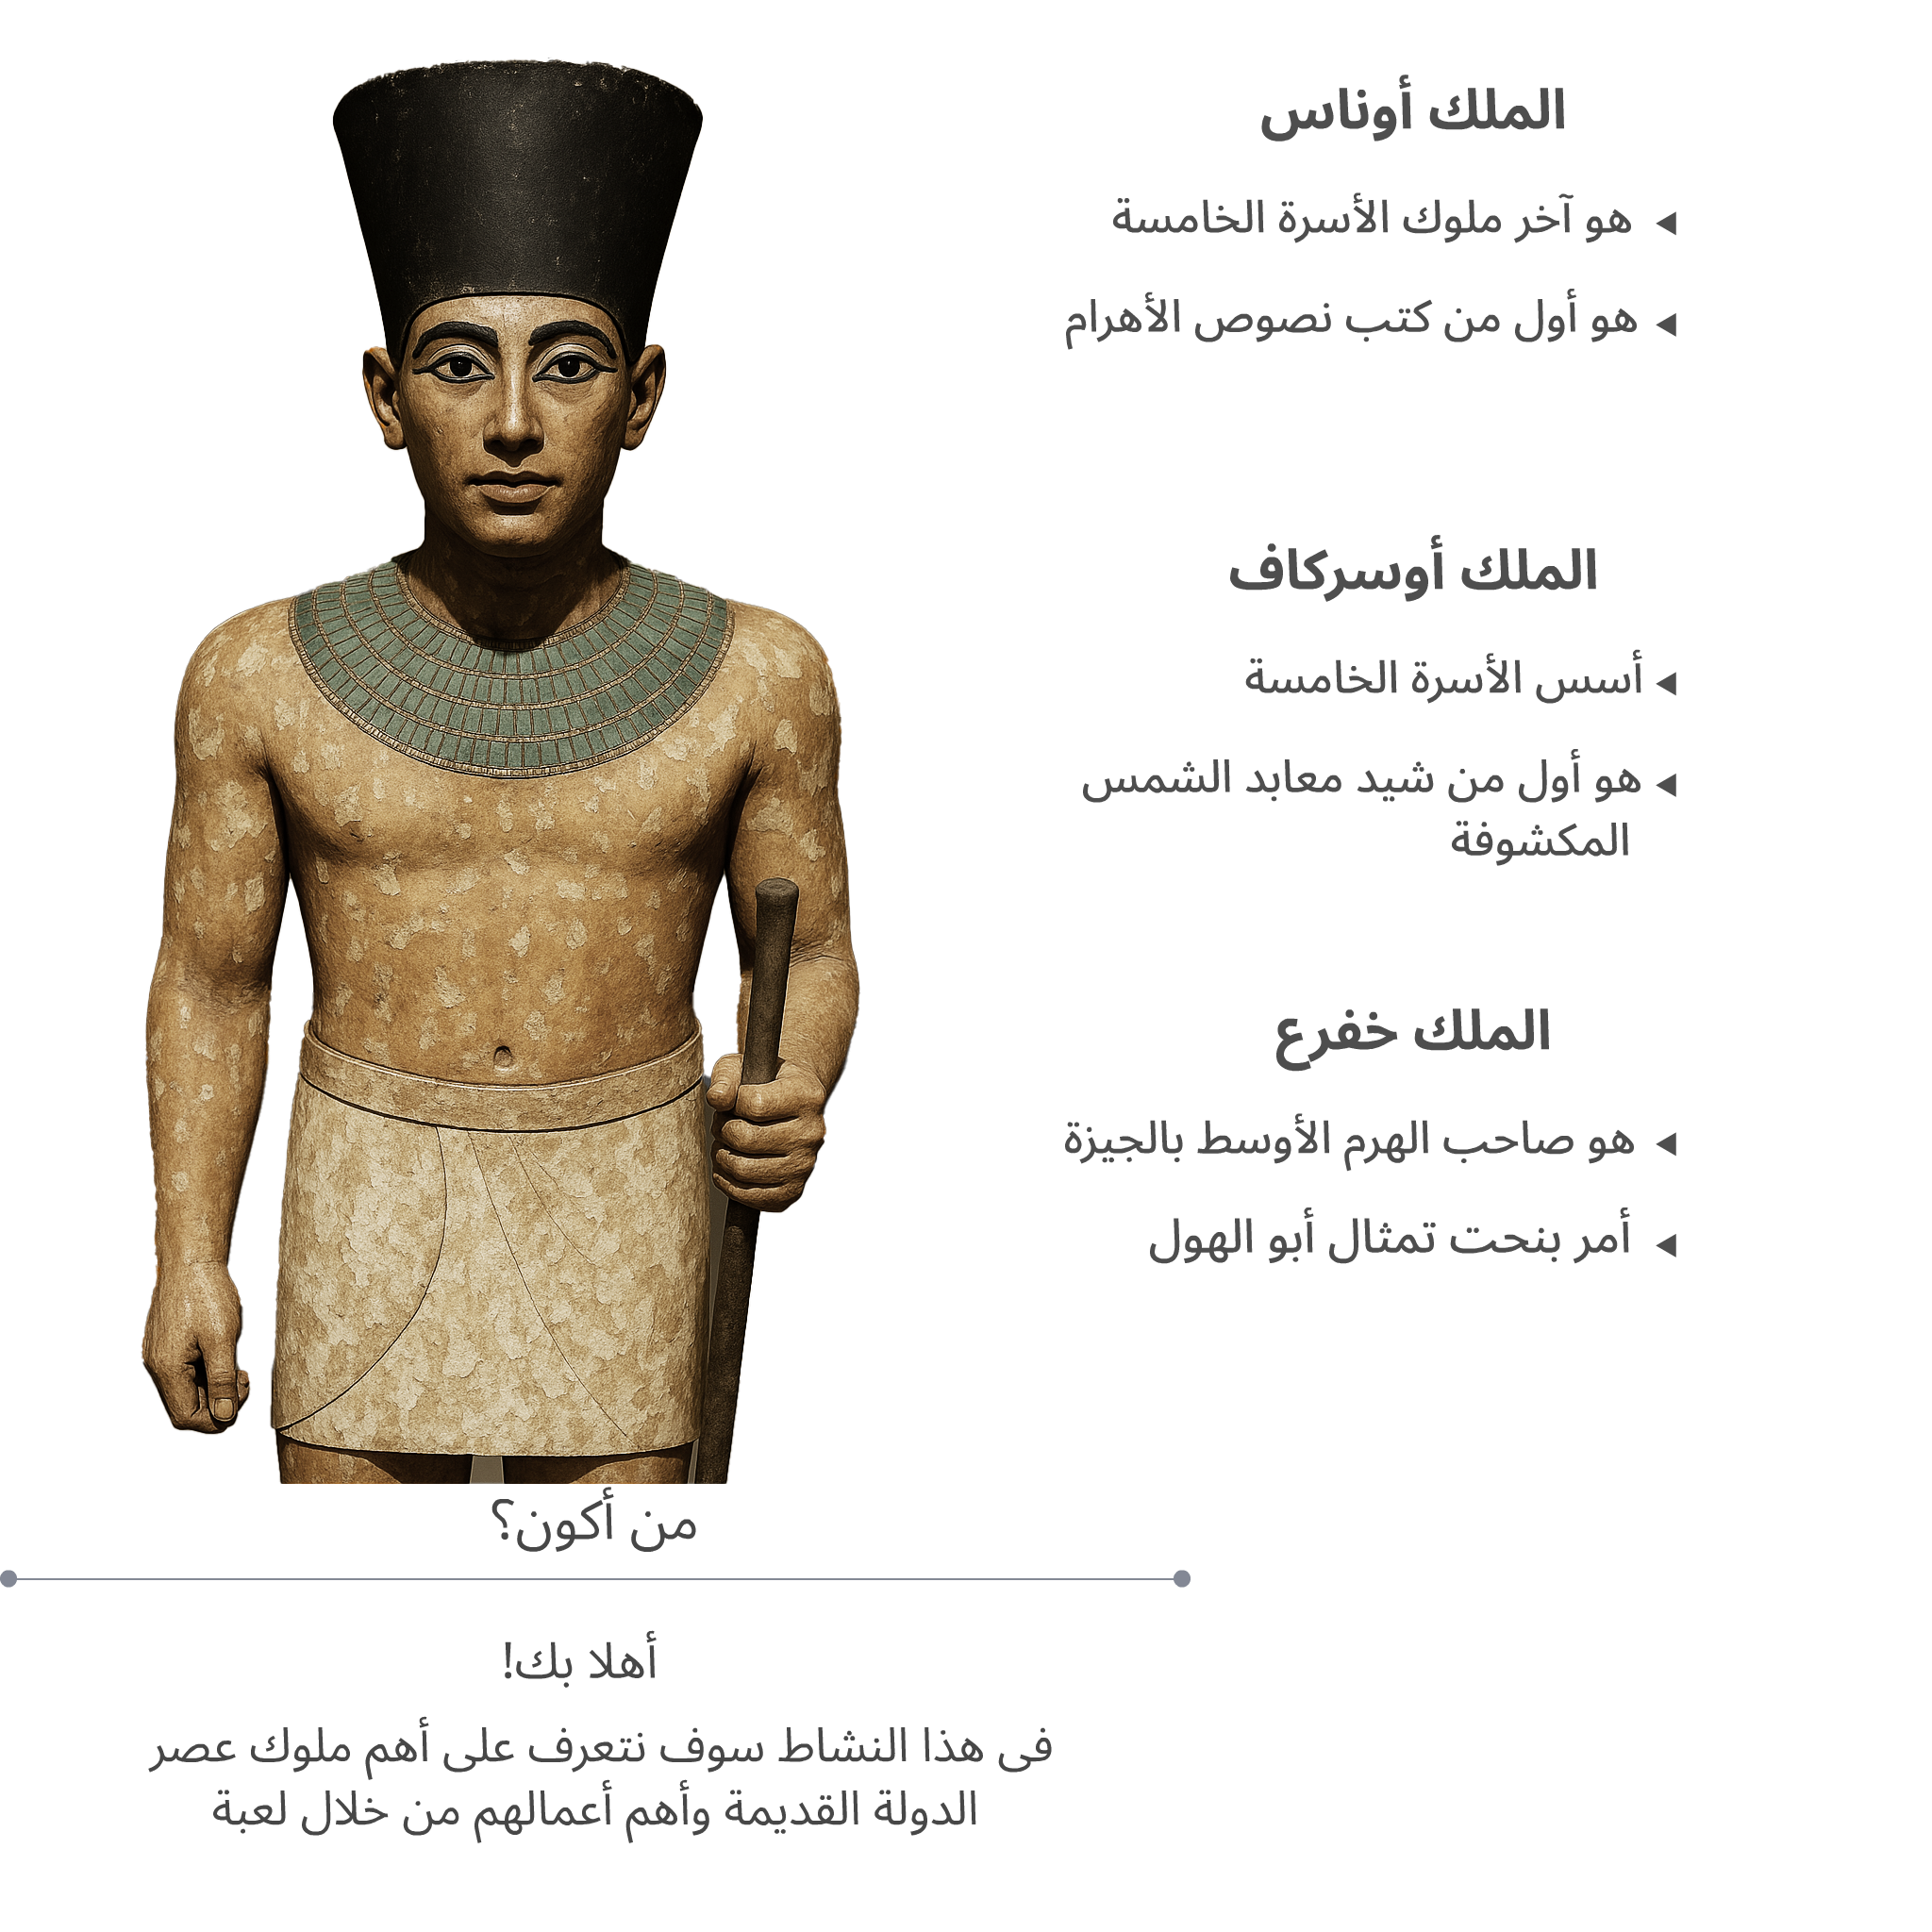 الملك أوناس
هو آخر ملوك الأسرة الخامسة
هو أول من كتب نصوص الأهرام
الملك أوسركاف
أسس الأسرة الخامسة
هو أول من شيد معابد الشمس
المكشوفة
الملك خفرع
هو صاحب الهرم الأوسط بالجيزة
أمر بنحت تمثال أبو الهول
من أكون؟
أهلا بك!
فى هذا النشاط سوف نتعرف على أهم ملوك عصر
الدولة القديمة وأهم أعمالهم من خلال لعبة